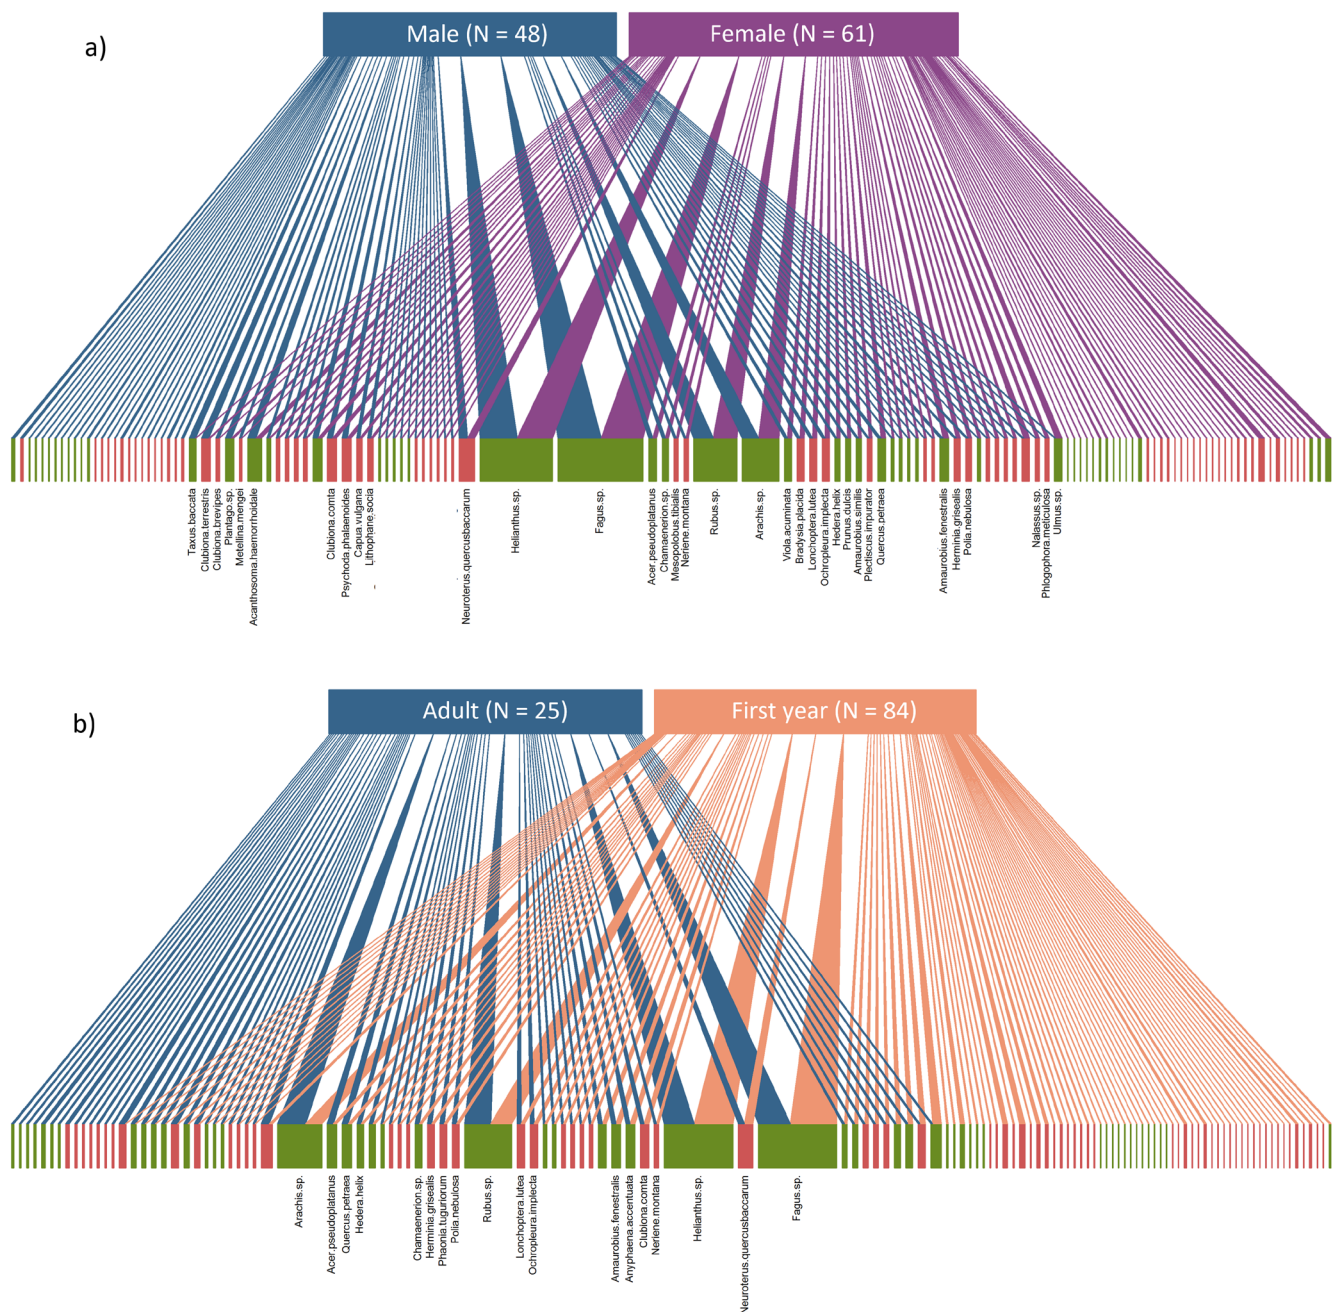 a)
Male (N = 48)
Female (N = 61)
Taxus.baccata
Clubiona.terrestris
Clubiona.brevipes
Plantago.sp.
Metellina.mengei
Acanthosoma.haemorrhoidale
Clubiona.comta
Psychoda.phalaenoides
Capua.vulgana
Lithophane.socia
Neuroterus.quercusbaccarum
Helianthus.sp.
Fagus.sp.
Acer.pseudoplatanus
Chamaenerion.sp.
Mesopolobus.tibialis
Neriene.montana
Rubus.sp.
Arachis.sp.
Viola.acuminata
Bradysia.placida
Lonchoptera.lutea
Ochropleura.implecta
Hedera.helix
Prunus.dulcis
Amaurobius.similis
Plectiscus.impurator
Quercus.petraea
Amaurobius.fenestralis
Herminia.grisealis
Polia.nebulosa
Nalassus.sp.
Phlogophora.meticulosa
Ulmus.sp.
b)
Adult (N = 25)
First year (N = 84)
Arachis.sp.
Acer.pseudoplatanus
Quercus.petraea
Hedera.helix
Chamaenerion.sp.
Herminia.grisealis
Phaonia.tuguriorum
Polia.nebulosa
Rubus.sp.
Lonchoptera.lutea
Ochropleura.implecta
Amaurobius.fenestralis
Anyphaena.accentuata
Clubiona.comta
Neriene.montana
Helianthus.sp.
Neuroterus.quercusbaccarum
Fagus.sp.